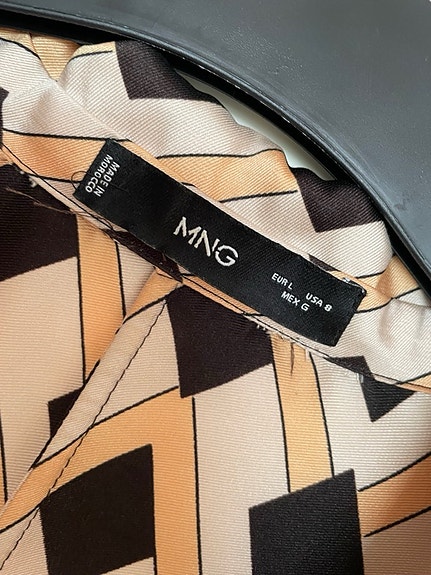 MADE IN
MOROCCO
MNG
EUR L USA 8
MEX G